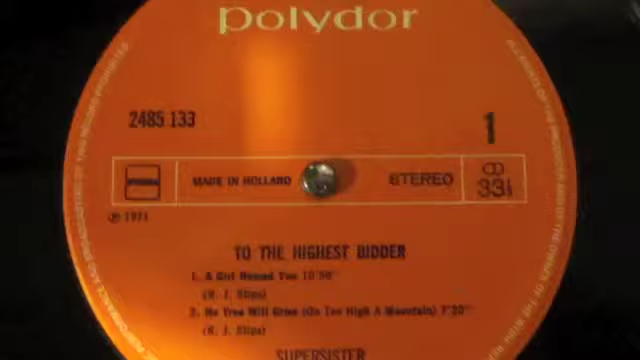 polydor
2485 133
1
MADE IN HOLLAND
STEREO
33⅓
℗ 1971
TO THE HIGHEST BIDDER
1. A Girl Named You 10'50"
(R. J. Stips)
2. No Tree Will Grow (On Too High A Mountain) 7'20"
(R. J. Stips)
SUPERSISTER